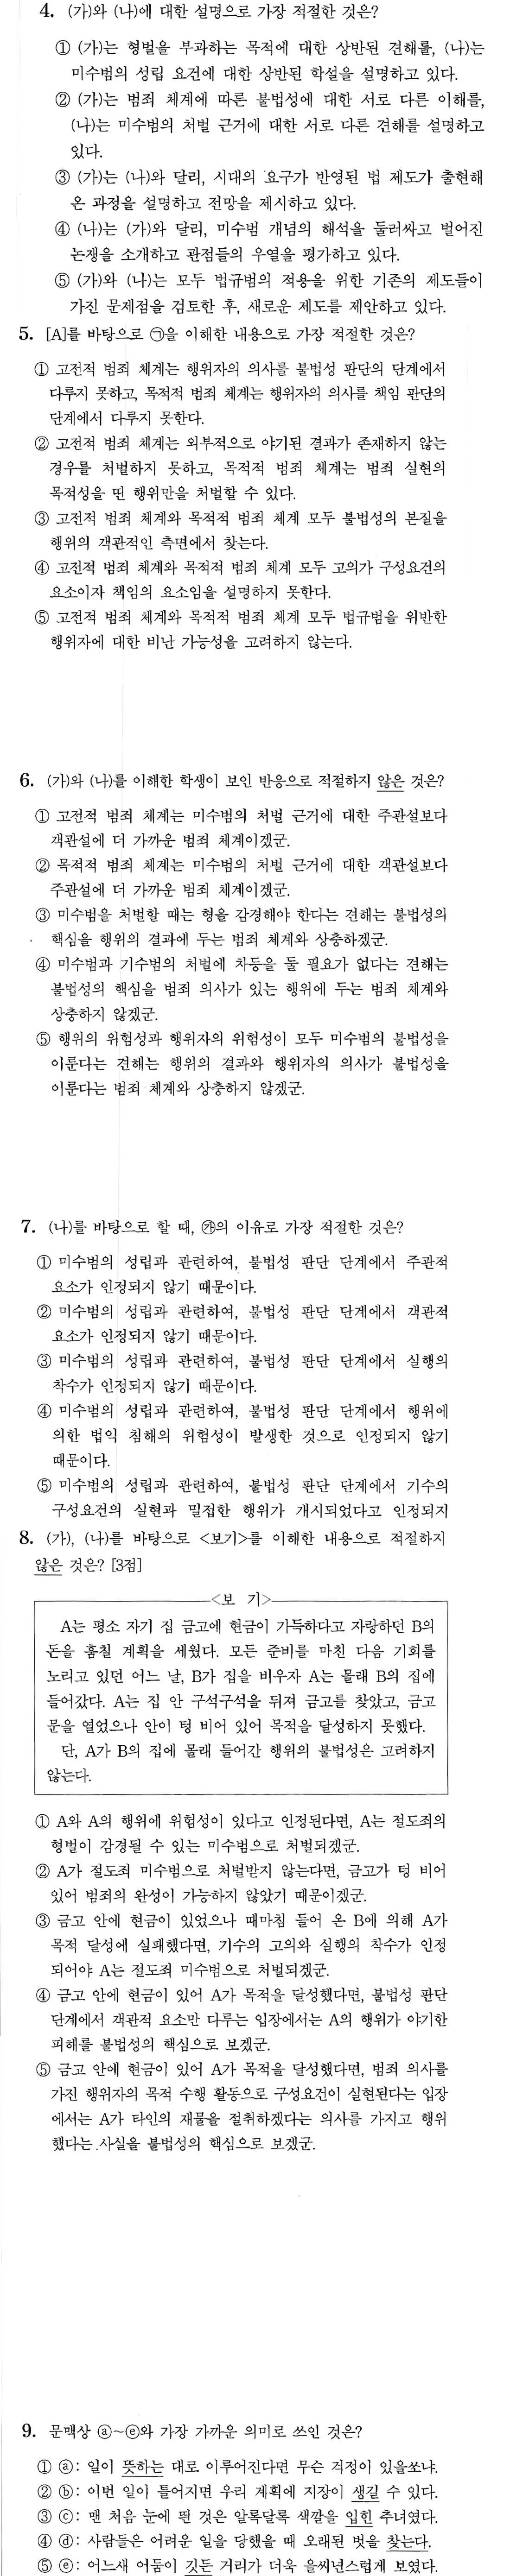 4. (가)와 (나)에 대한 설명으로 가장 적절한 것은?
① (가)는 형벌을 부과하는 목적에 대한 상반된 견해를, (나)는
미수범의 성립 요건에 대한 상반된 학설을 설명하고 있다.
② (가)는 범죄 체계에 따른 불법성에 대한 서로 다른 이해를,
(나)는 미수범의 처벌 근거에 대한 서로 다른 견해를 설명하고
있다.
③ (가)는 (나)와 달리, 시대의 요구가 반영된 법 제도가 출현해
온 과정을 설명하고 전망을 제시하고 있다.
④ (나)는 (가)와 달리, 미수범 개념의 해석을 둘러싸고 벌어진
논쟁을 소개하고 관점들의 우열을 평가하고 있다.
⑤ (가)와 (나)는 모두 법규범의 적용을 위한 기존의 제도들이
가진 문제점을 검토한 후, 새로운 제도를 제안하고 있다.
5. [A]를 바탕으로 ㉠을 이해한 내용으로 가장 적절한 것은?
① 고전적 범죄 체계는 행위자의 의사를 불법성 판단의 단계에서
다루지 못하고, 목적적 범죄 체계는 행위자의 의사를 책임 판단의
단계에서 다루지 못한다.
② 고전적 범죄 체계는 외부적으로 야기된 결과가 존재하지 않는
경우를 처벌하지 못하고, 목적적 범죄 체계는 범죄 실현의
목적성을 띤 행위만을 처벌할 수 있다.
③ 고전적 범죄 체계와 목적적 범죄 체계 모두 불법성의 본질을
행위의 객관적인 측면에서 찾는다.
④ 고전적 범죄 체계와 목적적 범죄 체계 모두 고의가 구성요건의
요소이자 책임의 요소임을 설명하지 못한다.
⑤ 고전적 범죄 체계와 목적적 범죄 체계 모두 법규범을 위반한
행위자에 대한 비난 가능성을 고려하지 않는다.
6. (가)와 (나)를 이해한 학생이 보인 반응으로 적절하지 않은 것은?
① 고전적 범죄 체계는 미수범의 처벌 근거에 대한 주관설보다
객관설에 더 가까운 범죄 체계이겠군.
② 목적적 범죄 체계는 미수범의 처벌 근거에 대한 객관설보다
주관설에 더 가까운 범죄 체계이겠군.
③ 미수범을 처벌할 때는 형을 감경해야 한다는 견해는 불법성의
핵심을 행위의 결과에 두는 범죄 체계와 상충하겠군.
④ 미수범과 기수범의 처벌에 차등을 둘 필요가 없다는 견해는
불법성의 핵심을 범죄 의사가 있는 행위에 두는 범죄 체계와
상충하지 않겠군.
⑤ 행위의 위험성과 행위자의 위험성이 모두 미수범의 불법성을
이룬다는 견해는 행위의 결과와 행위자의 의사가 불법성을
이룬다는 범죄 체계와 상충하지 않겠군.
7. (나)를 바탕으로 할 때, ㉮의 이유로 가장 적절한 것은?
① 미수범의 성립과 관련하여, 불법성 판단 단계에서 주관적
요소가 인정되지 않기 때문이다.
② 미수범의 성립과 관련하여, 불법성 판단 단계에서 객관적
요소가 인정되지 않기 때문이다.
③ 미수범의 성립과 관련하여, 불법성 판단 단계에서 실행의
착수가 인정되지 않기 때문이다.
④ 미수범의 성립과 관련하여, 불법성 판단 단계에서 행위에
의한 법익 침해의 위험성이 발생한 것으로 인정되지 않기
때문이다.
⑤ 미수범의 성립과 관련하여, 불법성 판단 단계에서 기수의
구성요건의 실현과 밀접한 행위가 개시되었다고 인정되지
8. (가), (나)를 바탕으로 <보기>를 이해한 내용으로 적절하지
않은 것은? [3점]
<보 기>
A는 평소 자기 집 금고에 현금이 가득하다고 자랑하던 B의
돈을 훔칠 계획을 세웠다. 모든 준비를 마친 다음 기회를
노리고 있던 어느 날, B가 집을 비우자 A는 몰래 B의 집에
들어갔다. A는 집 안 구석구석을 뒤져 금고를 찾았고, 금고
문을 열었으나 안이 텅 비어 있어 목적을 달성하지 못했다.
단, A가 B의 집에 몰래 들어간 행위의 불법성은 고려하지
않는다.
① A와 A의 행위에 위험성이 있다고 인정된다면, A는 절도죄의
형벌이 감경될 수 있는 미수범으로 처벌되겠군.
② A가 절도죄 미수범으로 처벌받지 않는다면, 금고가 텅 비어
있어 범죄의 완성이 가능하지 않았기 때문이겠군.
③ 금고 안에 현금이 있었으나 때마침 들어 온 B에 의해 A가
목적 달성에 실패했다면, 기수의 고의와 실행의 착수가 인정
되어야 A는 절도죄 미수범으로 처벌되겠군.
④ 금고 안에 현금이 있어 A가 목적을 달성했다면, 불법성 판단
단계에서 객관적 요소만 다루는 입장에서는 A의 행위가 야기한
피해를 불법성의 핵심으로 보겠군.
⑤ 금고 안에 현금이 있어 A가 목적을 달성했다면, 범죄 의사를
가진 행위자의 목적 수행 활동으로 구성요건이 실현된다는 입장
에서는 A가 타인의 재물을 절취하겠다는 의사를 가지고 행위
했다는 사실을 불법성의 핵심으로 보겠군.
9. 문맥상 ⓐ~ⓔ와 가장 가까운 의미로 쓰인 것은?
① ⓐ: 일이 뜻하는 대로 이루어진다면 무슨 걱정이 있을쏘냐.
② ⓑ: 이번 일이 틀어지면 우리 계획에 지장이 생길 수 있다.
③ ⓒ: 맨 처음 눈에 띈 것은 알록달록 색깔을 입힌 추녀였다.
④ ⓓ: 사람들은 어려운 일을 당했을 때 오래된 벗을 찾는다.
⑤ ⓔ: 어느새 어둠이 깃든 거리가 더욱 을씨년스럽게 보였다.